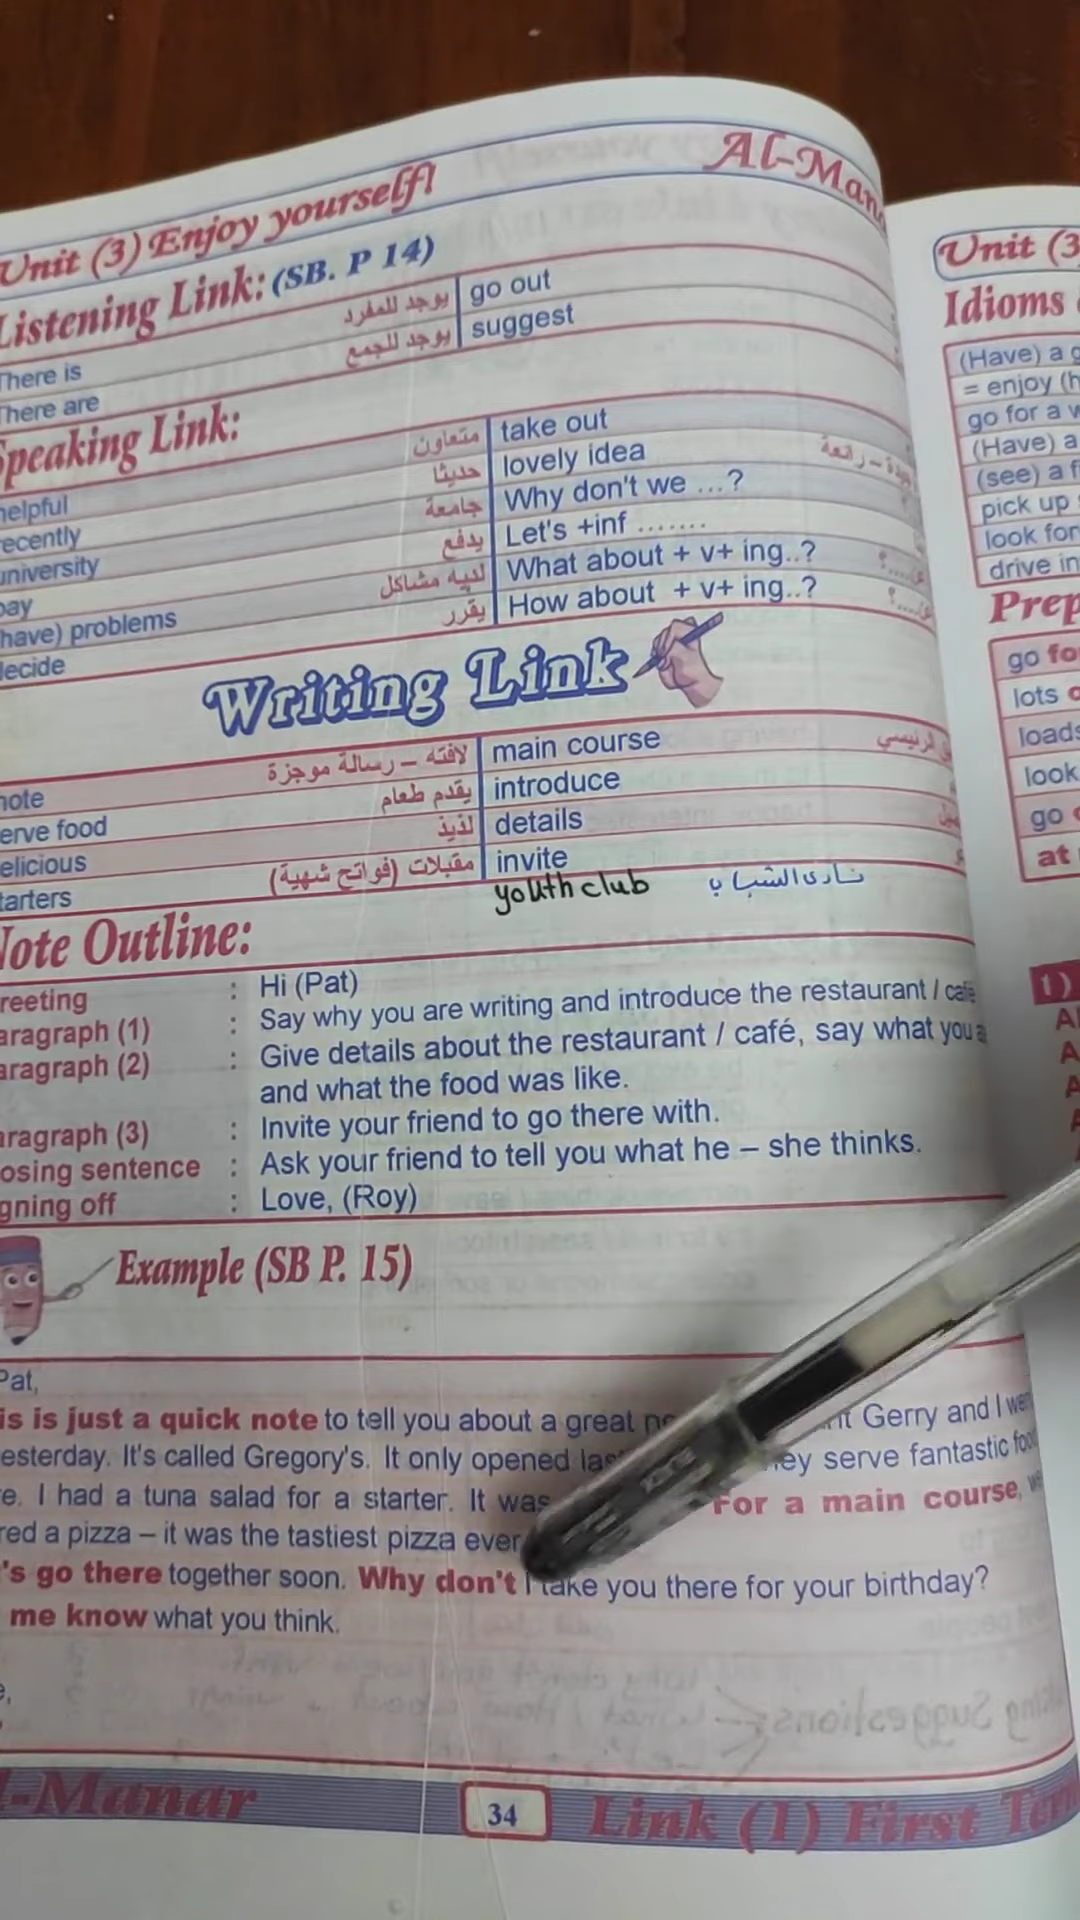 Unit (3) Enjoy yourself!
Al-Man
Listening Link: (SB. P 14)
There is يوجد للمفرد go out
There are يوجد للجمع suggest
Speaking Link:
helpful متعاون take out
recently حديثا lovely idea جيدة – رائعة
university جامعة Why don't we ...?
pay يدفع Let's +inf .......
(have) problems لديه مشاكل What about + v+ ing..?
decide يقرر How about + v+ ing..?
Writing Link
note لافته – رسالة موجزة main course الرئيسي
serve food يقدم طعام introduce
delicious لذيذ details
starters مقبلات (فواتح شهية) invite
youth club نادى الشباب
Note Outline:
reeting : Hi (Pat)
aragraph (1) : Say why you are writing and introduce the restaurant / café
aragraph (2) : Give details about the restaurant / café, say what you a
and what the food was like.
aragraph (3) : Invite your friend to go there with.
osing sentence : Ask your friend to tell you what he – she thinks.
gning off : Love, (Roy)
Example (SB P. 15)
Pat,
is is just a quick note to tell you about a great Gerry and I wen
esterday. It's called Gregory's. It only opened las ey serve fantastic food
e. I had a tuna salad for a starter. It was For a main course,
red a pizza – it was the tastiest pizza ever
's go there together soon. Why don't I take you there for your birthday?
me know what you think.
l-Manar
34
Link (1) First Ter
Unit (3
Idioms
(Have) a g
= enjoy (h
go for a w
(Have) a
(see) a f
pick up
look for
drive in
Prep
go fo
lots o
loads
look
go
at
1)